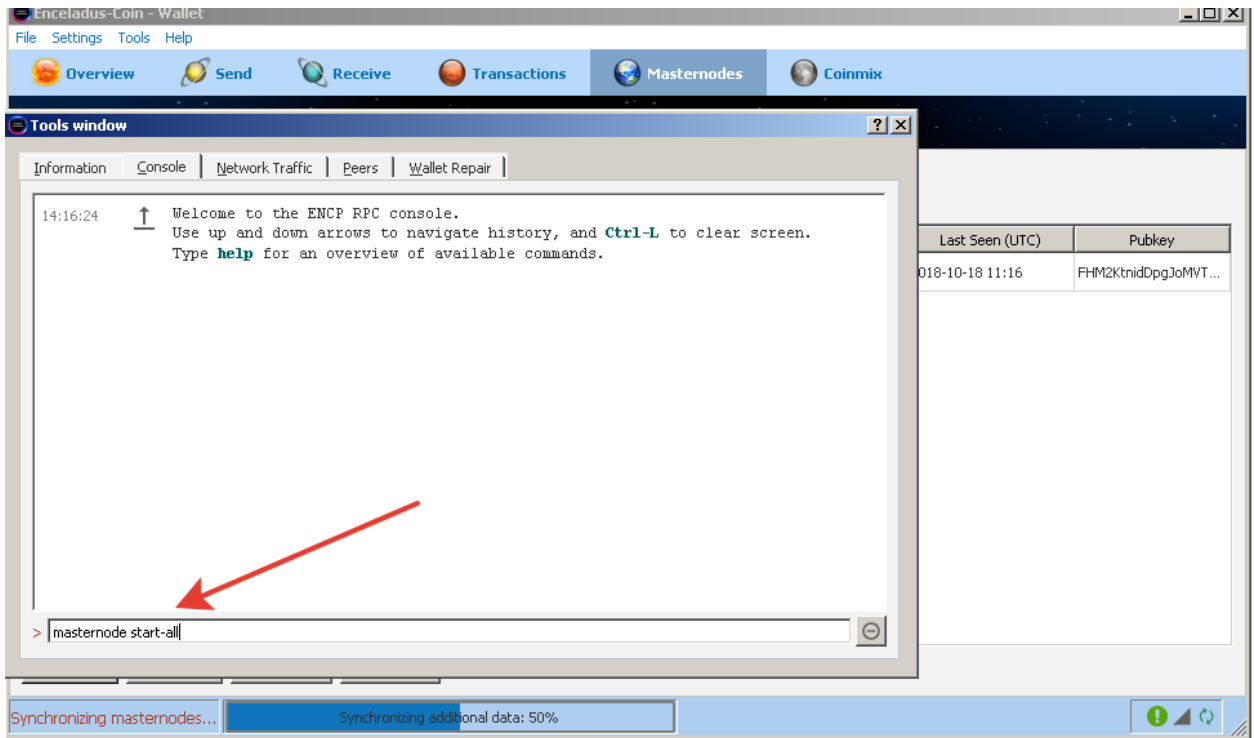 Enceladus-Coin - Wallet
File Settings Tools Help
Overview Send Receive Transactions Masternodes Coinmix
Tools window
Information Console Network Traffic Peers Wallet Repair
14:16:24 Welcome to the ENCP RPC console.
Use up and down arrows to navigate history, and Ctrl-L to clear screen.
Type help for an overview of available commands.
Last Seen (UTC) Pubkey
018-10-18 11:16 FHM2KtnidDpgJoMVT...
> masternode start-all
Synchronizing masternodes... Synchronizing additional data: 50%